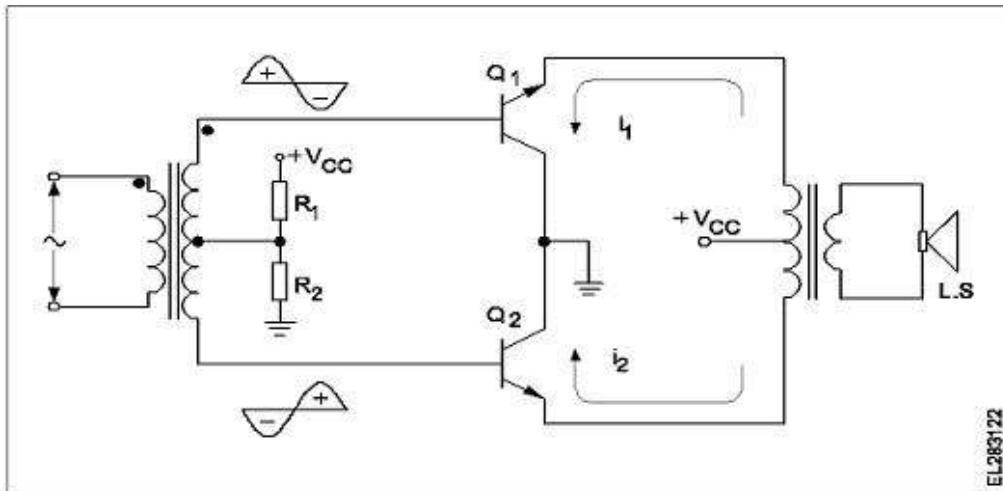 +
−
Q1
I1
+VCC
R1
~
R2
+VCC
L.S
Q2
i2
−
+
EL283122